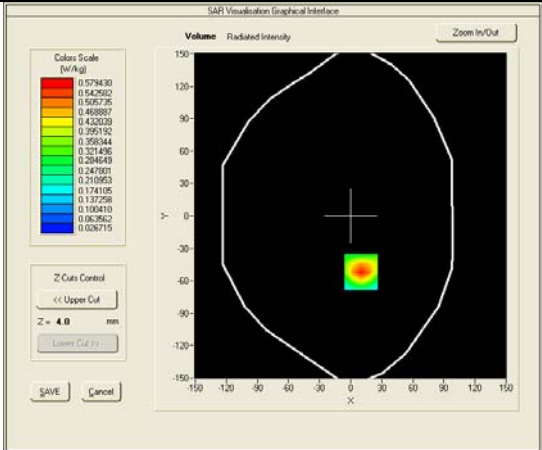 SAR Visualisation Graphical Interface
Volume Radiated Intensity
Zoom In/Out
Colors Scale
(W/kg)
0.579430
0.542582
0.505735
0.468887
0.432039
0.395192
0.358344
0.321496
0.284649
0.247801
0.210953
0.174105
0.137258
0.100410
0.063562
0.026715
Z-Cuts Control
<< Upper Cut
Z = 4.0 mm
Lower Cut >>
SAVE Cancel
150
120
90
60
30
0
-30
-60
-90
-120
-150
Y
-150 -120 -90 -60 -30 0 30 60 90 120 150
X